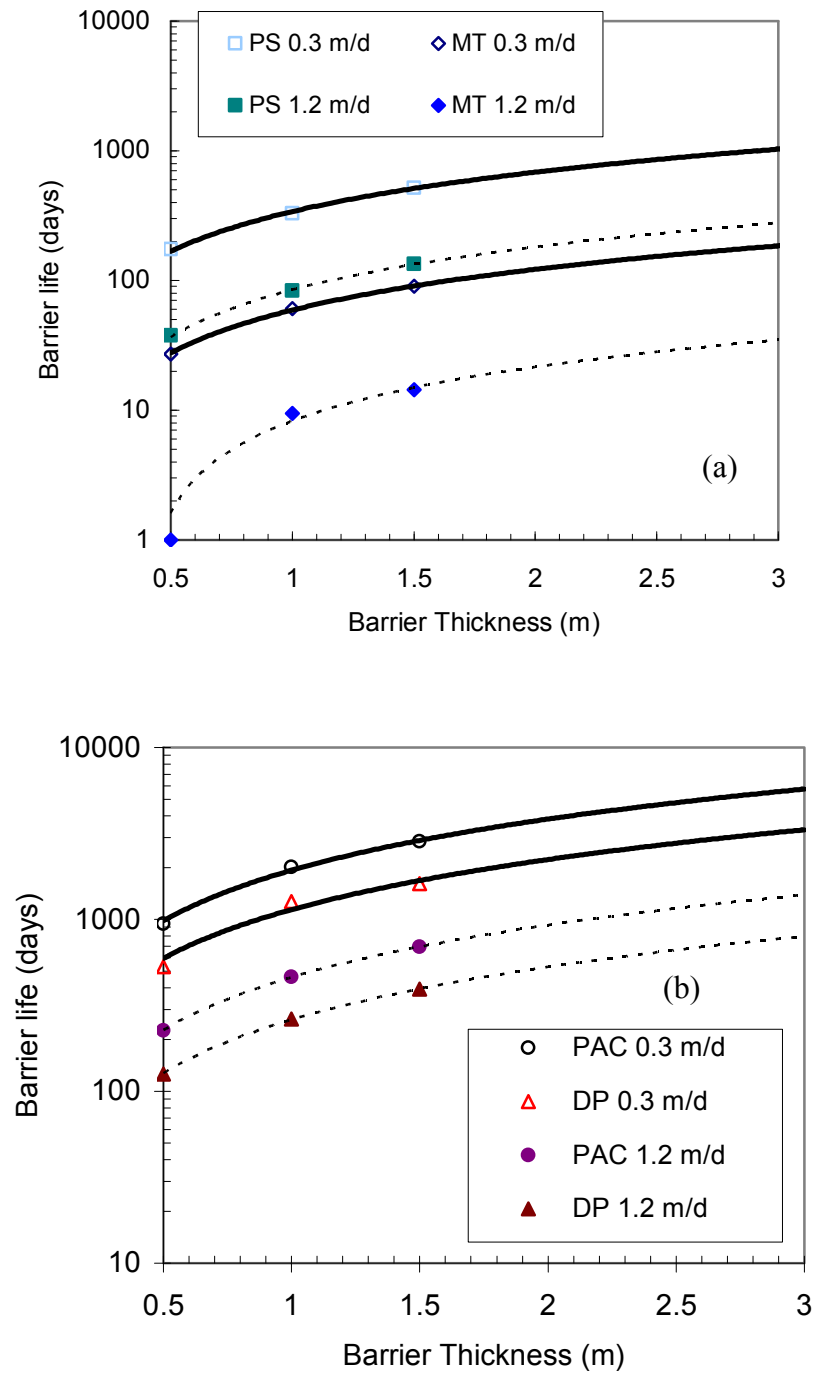 10000
PS 0.3 m/d
MT 0.3 m/d
PS 1.2 m/d
MT 1.2 m/d
1000
100
10
1
Barrier life (days)
(a)
0.5
1
1.5
2
2.5
3
Barrier Thickness (m)
10000
1000
100
10
Barrier life (days)
(b)
PAC 0.3 m/d
DP 0.3 m/d
PAC 1.2 m/d
DP 1.2 m/d
0.5
1
1.5
2
2.5
3
Barrier Thickness (m)